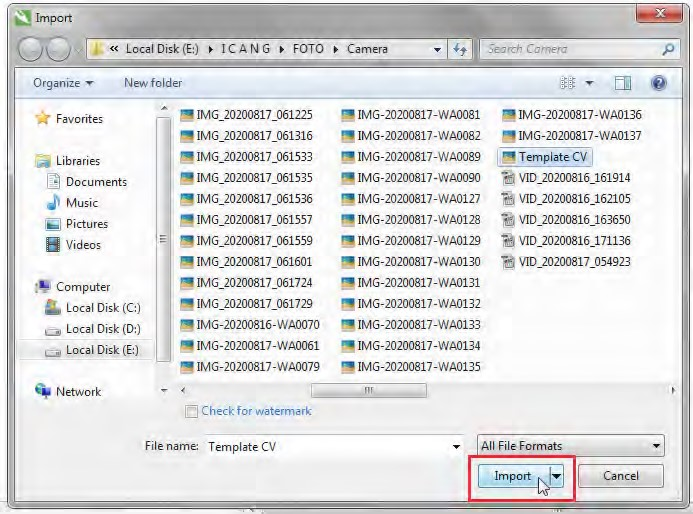 Import
« Local Disk (E:) ▸ I C A N G ▸ FOTO ▸ Camera
Search Camera
Organize
New folder
Favorites
Libraries
Documents
Music
Pictures
Videos
Computer
Local Disk (C:)
Local Disk (D:)
Local Disk (E:)
Network
IMG_20200817_061225
IMG_20200817_061316
IMG_20200817_061533
IMG_20200817_061535
IMG_20200817_061536
IMG_20200817_061557
IMG_20200817_061559
IMG_20200817_061601
IMG_20200817_061724
IMG_20200817_061729
IMG-20200816-WA0070
IMG-20200817-WA0061
IMG-20200817-WA0079
IMG-20200817-WA0081
IMG-20200817-WA0082
IMG-20200817-WA0089
IMG-20200817-WA0090
IMG-20200817-WA0127
IMG-20200817-WA0128
IMG-20200817-WA0129
IMG-20200817-WA0130
IMG-20200817-WA0131
IMG-20200817-WA0132
IMG-20200817-WA0133
IMG-20200817-WA0134
IMG-20200817-WA0135
IMG-20200817-WA0136
IMG-20200817-WA0137
Template CV
VID_20200816_161914
VID_20200816_162105
VID_20200816_163650
VID_20200816_171136
VID_20200817_054923
Check for watermark
File name: Template CV
All File Formats
Import
Cancel